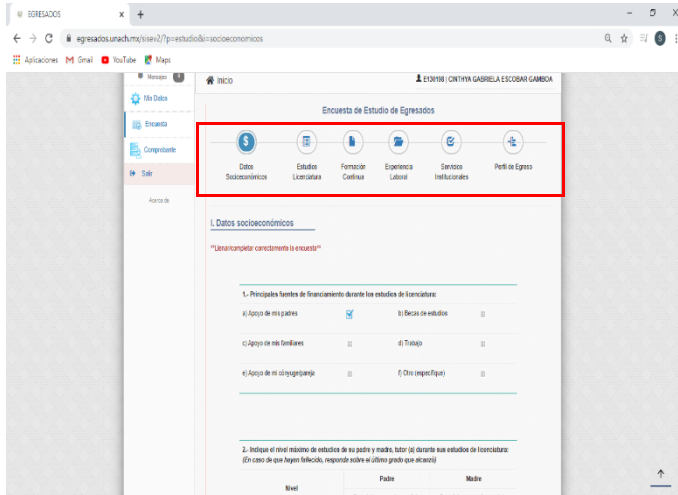 EGRESADOS
egresados.unach.mx/sisev2/?p=estudio&i=socioeconomicos
Aplicaciones Gmail YouTube Maps
Mensajes
Inicio
E130198 | CINTHYA GABRIELA ESCOBAR GAMBOA
Mis Datos
Encuesta
Comprobante
Salir
Acerca de
Encuesta de Estudio de Egresados
Datos Socioeconómicos
Estudios Licenciatura
Formación Continua
Experiencia Laboral
Servicios Institucionales
Perfil de Egreso
I. Datos socioeconómicos
**Llenar/completar correctamente la encuesta**
1.- Principales fuentes de financiamiento durante los estudios de licenciatura:
a) Apoyo de mis padres b) Becas de estudios
c) Apoyo de mis familiares d) Trabajo
e) Apoyo de mi cónyuge/pareja f) Otro (especifique)
2.- Indique el nivel máximo de estudios de su padre y madre, tutor (a) durante sus estudios de licenciatura:
(En caso de que hayan fallecido, responda sobre el último grado que alcanzó)
Nivel Padre Madre